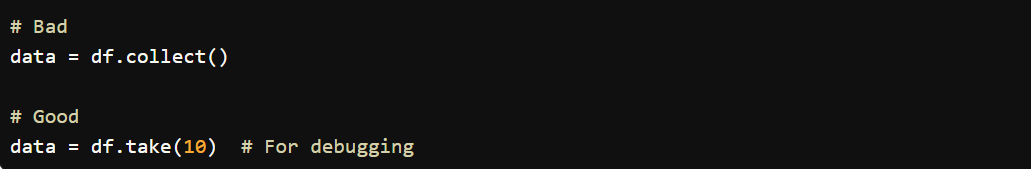 # Bad
data = df.collect()
# Good
data = df.take(10)  # For debugging